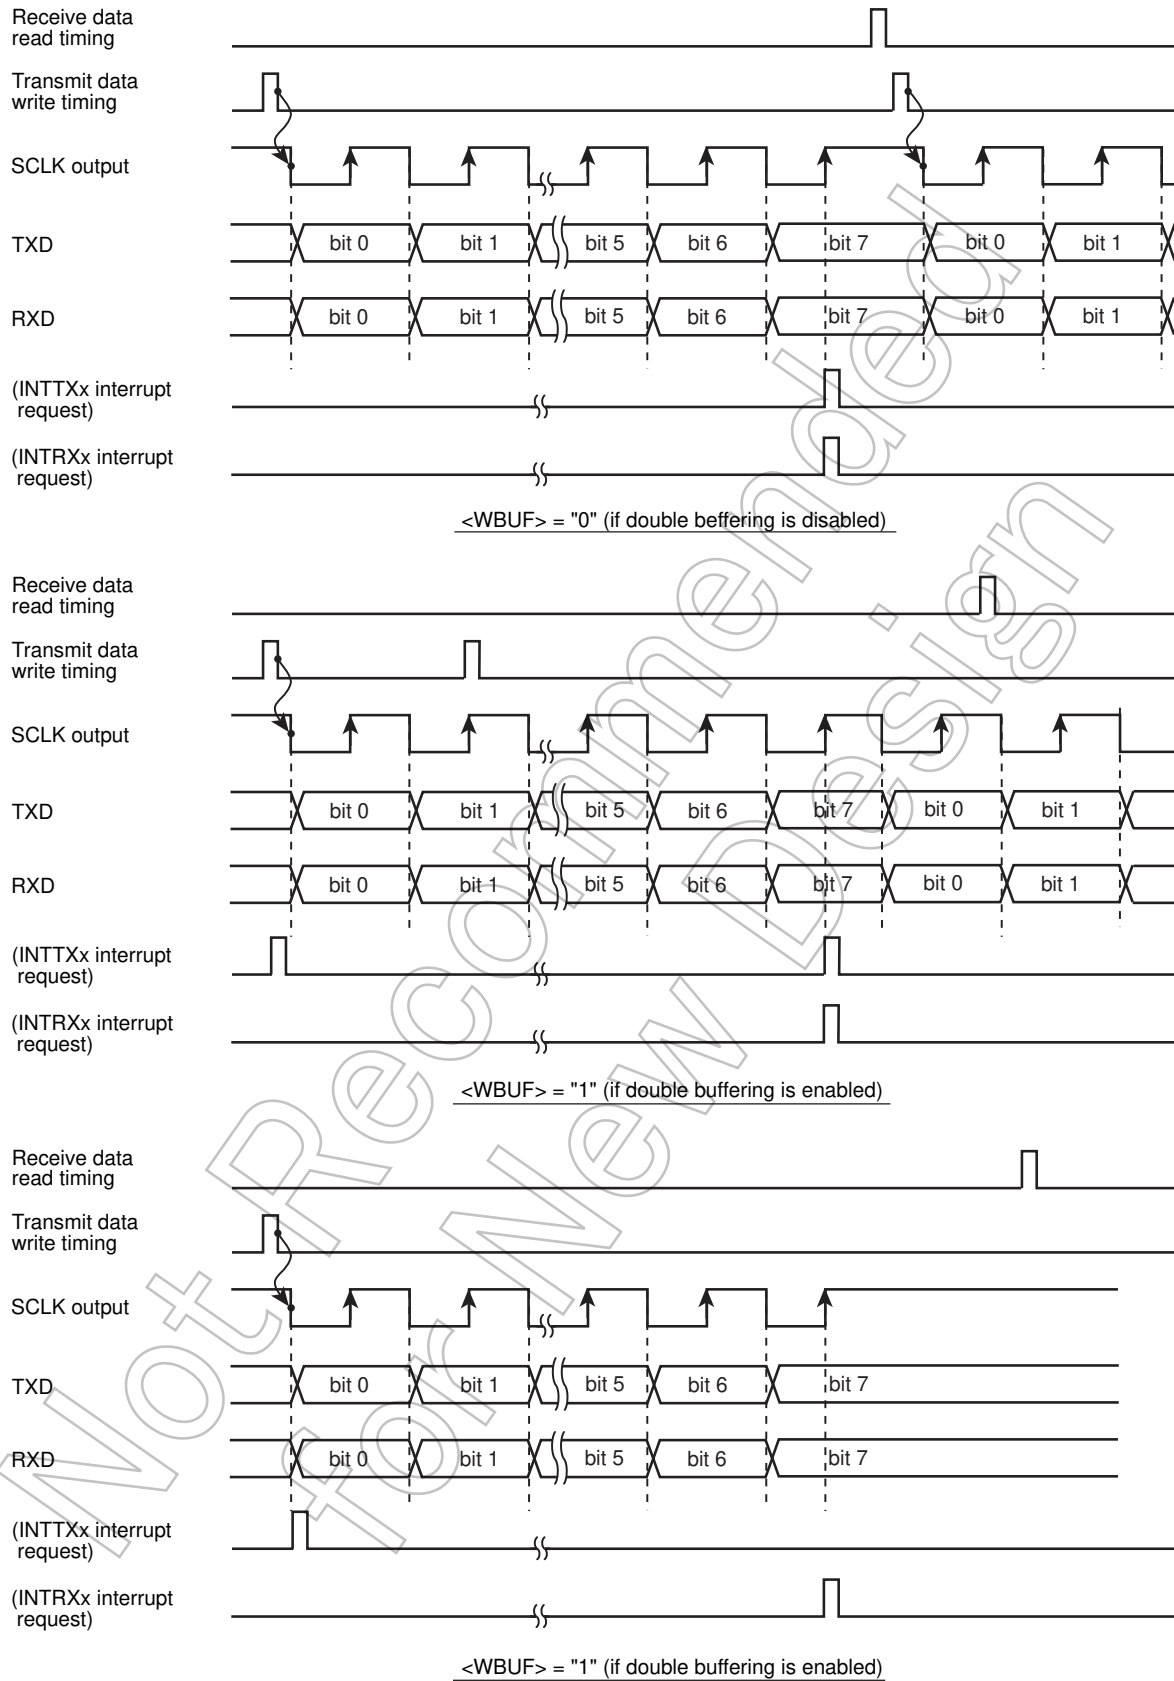 Receive data
read timing
Transmit data
write timing
SCLK output
TXD
bit 0 bit 1 bit 5 bit 6 bit 7 bit 0 bit 1
RXD
bit 0 bit 1 bit 5 bit 6 bit 7 bit 0 bit 1
(INTTXx interrupt
request)
(INTRXx interrupt
request)
<WBUF> = "0" (if double beffering is disabled)
Receive data
read timing
Transmit data
write timing
SCLK output
TXD
bit 0 bit 1 bit 5 bit 6 bit 7 bit 0 bit 1
RXD
bit 0 bit 1 bit 5 bit 6 bit 7 bit 0 bit 1
(INTTXx interrupt
request)
(INTRXx interrupt
request)
<WBUF> = "1" (if double buffering is enabled)
Receive data
read timing
Transmit data
write timing
SCLK output
TXD
bit 0 bit 1 bit 5 bit 6 bit 7
RXD
bit 0 bit 1 bit 5 bit 6 bit 7
(INTTXx interrupt
request)
(INTRXx interrupt
request)
<WBUF> = "1" (if double buffering is enabled)
Not Recommended
for New Design